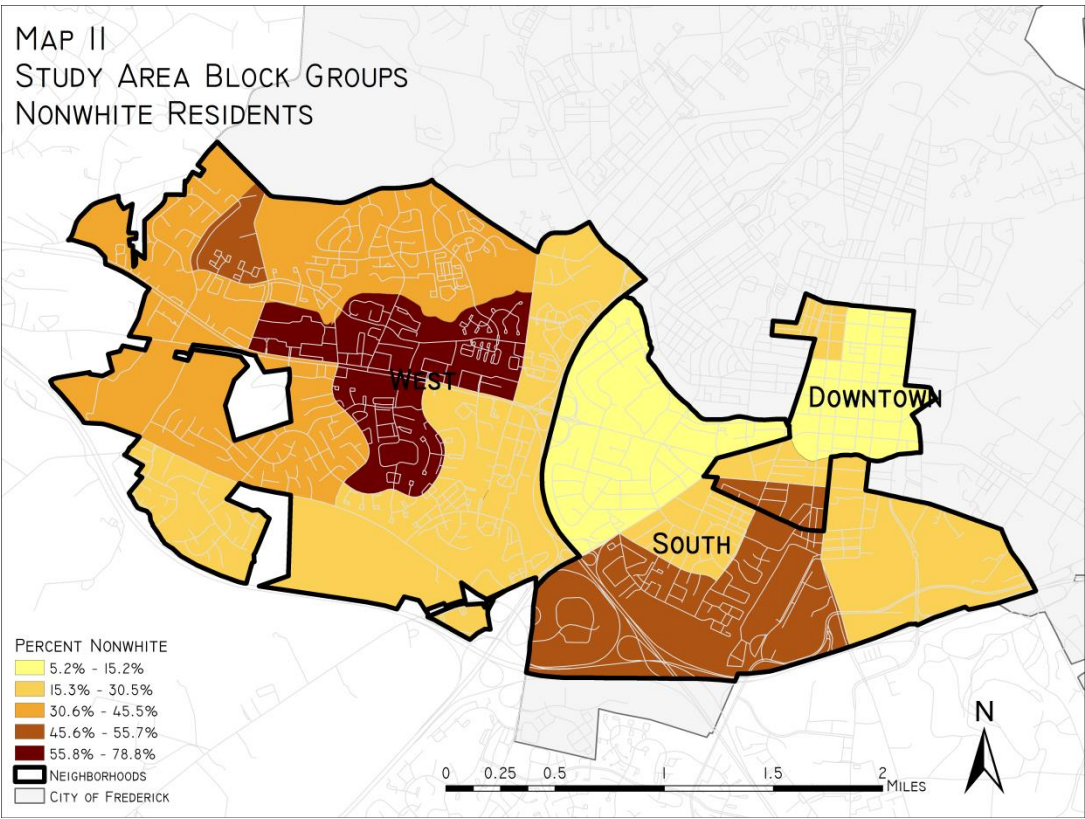 MAP II
STUDY AREA BLOCK GROUPS
NONWHITE RESIDENTS
WEST
DOWNTOWN
SOUTH
PERCENT NONWHITE
5.2% - 15.2%
15.3% - 30.5%
30.6% - 45.5%
45.6% - 55.7%
55.8% - 78.8%
NEIGHBORHOODS
CITY OF FREDERICK
0 0.25 0.5 1 1.5 2
MILES
N